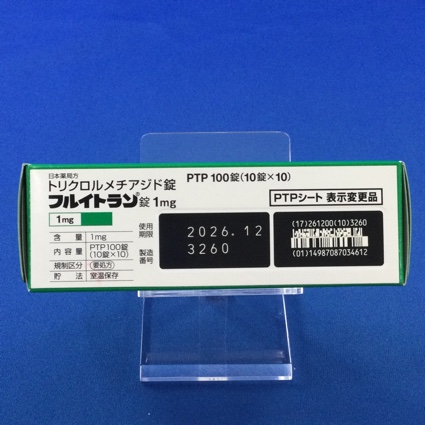 日本薬局方
トリクロルメチアジド錠 PTP 100錠(10錠×10)
フルイトラン®錠 1mg
PTPシート 表示変更品
1mg
含 量 1mg
内 容 量 PTP100錠
(10錠×10)
規制区分 (要処方)
貯 法 室温保存
使用
期限 2026. 12
製造
番号 3260
(17)261200(10)3260
(01)14987087034612